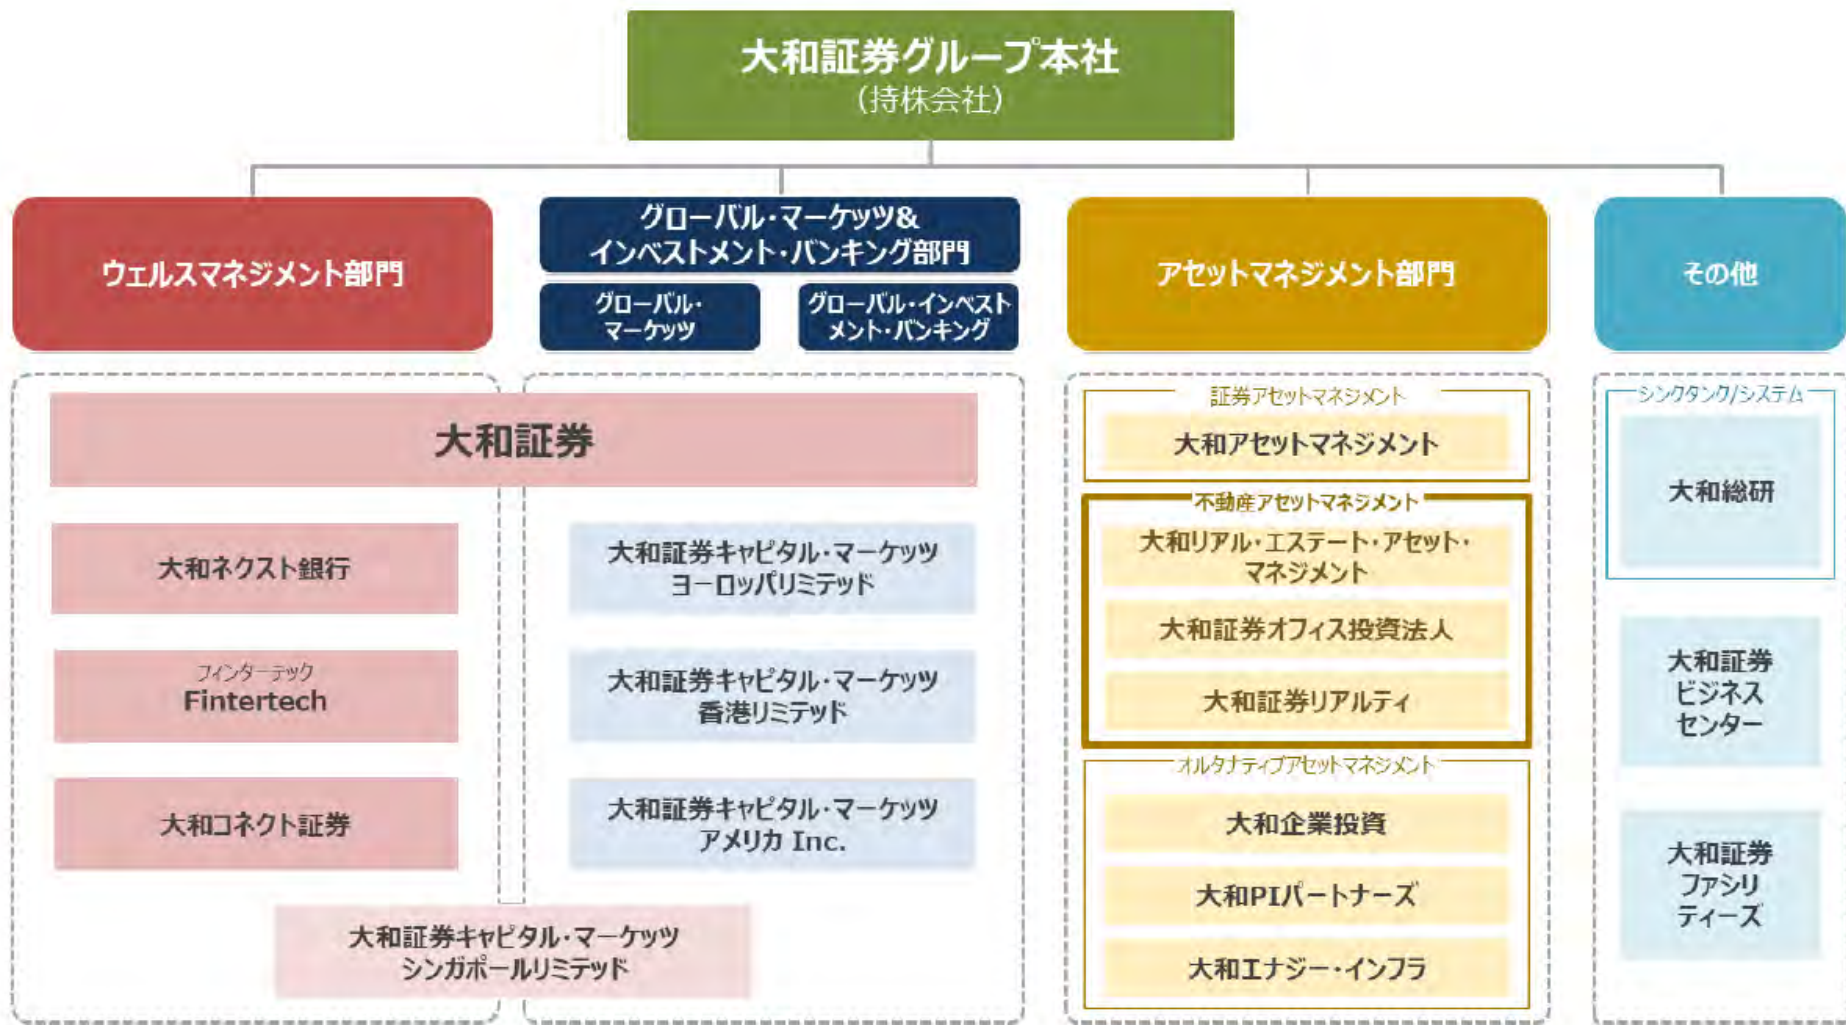 大和証券グループ本社
（持株会社）
ウェルスマネジメント部門
グローバル・マーケッツ&
インベストメント・バンキング部門
グローバル・
マーケッツ
グローバル・インベスト
メント・バンキング
アセットマネジメント部門
その他
大和証券
大和ネクスト銀行
フィンターテック
Fintertech
大和コネクト証券
大和証券キャピタル・マーケッツ
ヨーロッパリミテッド
大和証券キャピタル・マーケッツ
香港リミテッド
大和証券キャピタル・マーケッツ
アメリカ Inc.
大和証券キャピタル・マーケッツ
シンガポールリミテッド
証券アセットマネジメント
大和アセットマネジメント
不動産アセットマネジメント
大和リアル・エステート・アセット・
マネジメント
大和証券オフィス投資法人
大和証券リアルティ
オルタナティブアセットマネジメント
大和企業投資
大和PIパートナーズ
大和エナジー・インフラ
シンクタンク/システム
大和総研
大和証券
ビジネス
センター
大和証券
ファシリ
ティーズ